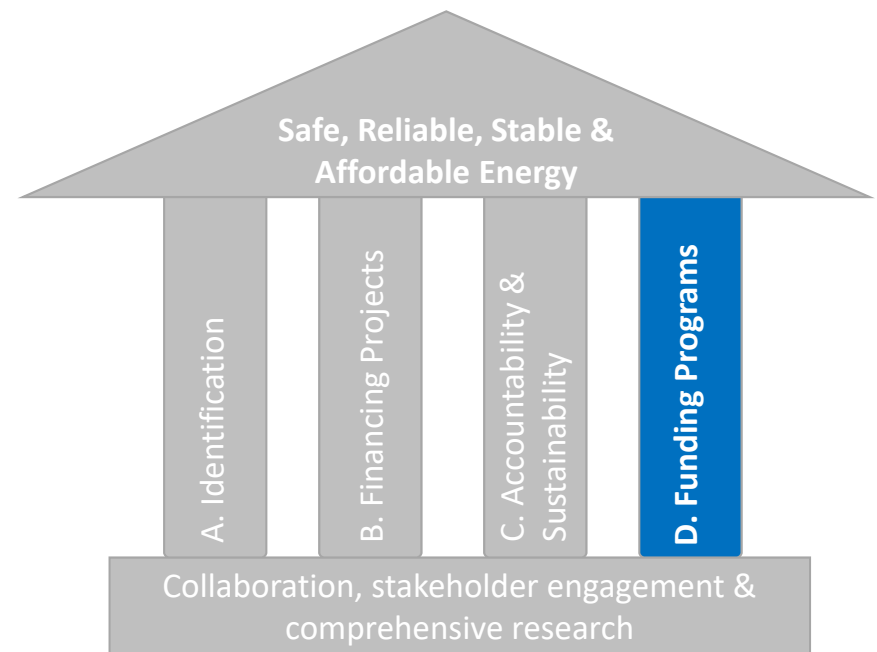 Safe, Reliable, Stable &
Affordable Energy
A. Identification
B. Financing Projects
C. Accountability &
Sustainability
D. Funding Programs
Collaboration, stakeholder engagement &
comprehensive research